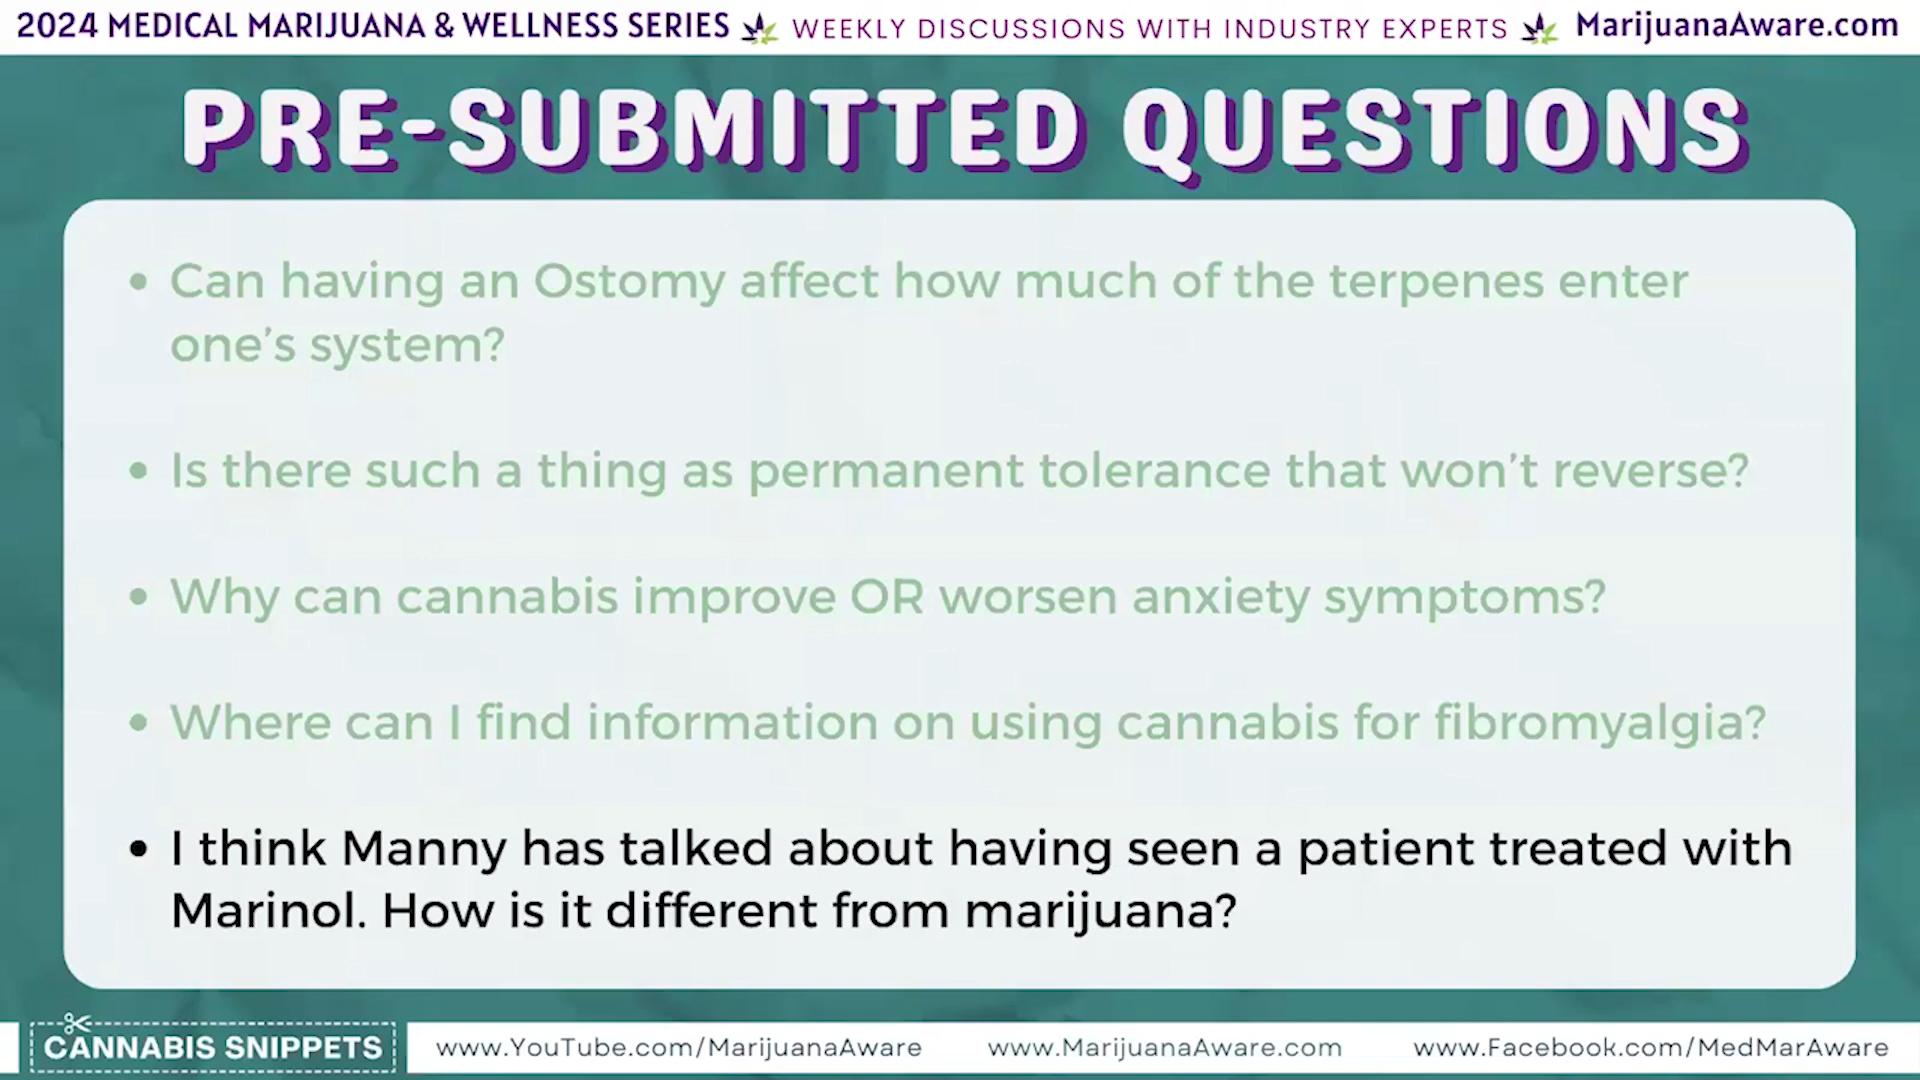 2024 MEDICAL MARIJUANA & WELLNESS SERIES WEEKLY DISCUSSIONS WITH INDUSTRY EXPERTS MarijuanaAware.com
PRE-SUBMITTED QUESTIONS
• Can having an Ostomy affect how much of the terpenes enter
one's system?
• Is there such a thing as permanent tolerance that won't reverse?
• Why can cannabis improve OR worsen anxiety symptoms?
• Where can I find information on using cannabis for fibromyalgia?
• I think Manny has talked about having seen a patient treated with
Marinol. How is it different from marijuana?
CANNABIS SNIPPETS www.YouTube.com/MarijuanaAware www.MarijuanaAware.com www.Facebook.com/MedMarAware